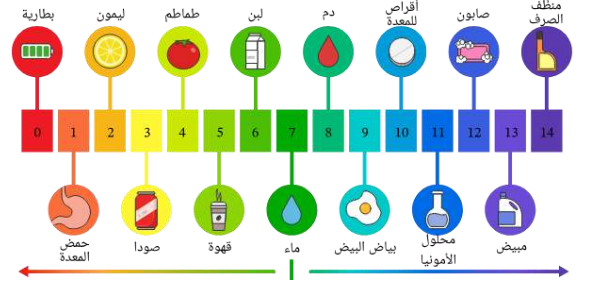 بطارية
ليمون
طماطم
لبن
دم
أقراص
للمعدة
صابون
منظف
الصرف
0 1 2 3 4 5 6 7 8 9 10 11 12 13 14
حمض
المعدة
صودا
قهوة
ماء
بياض البيض
محلول
الأمونيا
مبيض